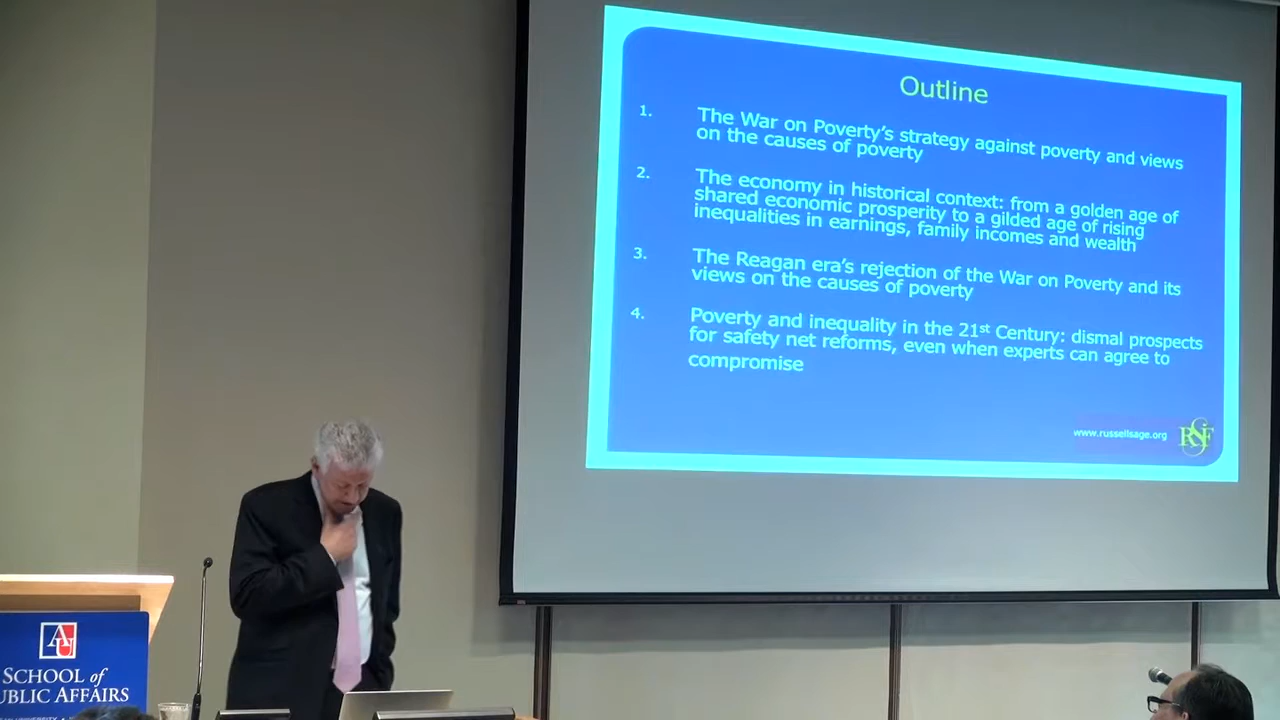 Outline
1. The War on Poverty's strategy against poverty and views
on the causes of poverty
2. The economy in historical context: from a golden age of
shared economic prosperity to a gilded age of rising
inequalities in earnings, family incomes and wealth
3. The Reagan era's rejection of the War on Poverty and its
views on the causes of poverty
4. Poverty and inequality in the 21st Century: dismal prospects
for safety net reforms, even when experts can agree to
compromise
www.russellsage.org
RSF
AU
SCHOOL of
UBLIC AFFAIRS